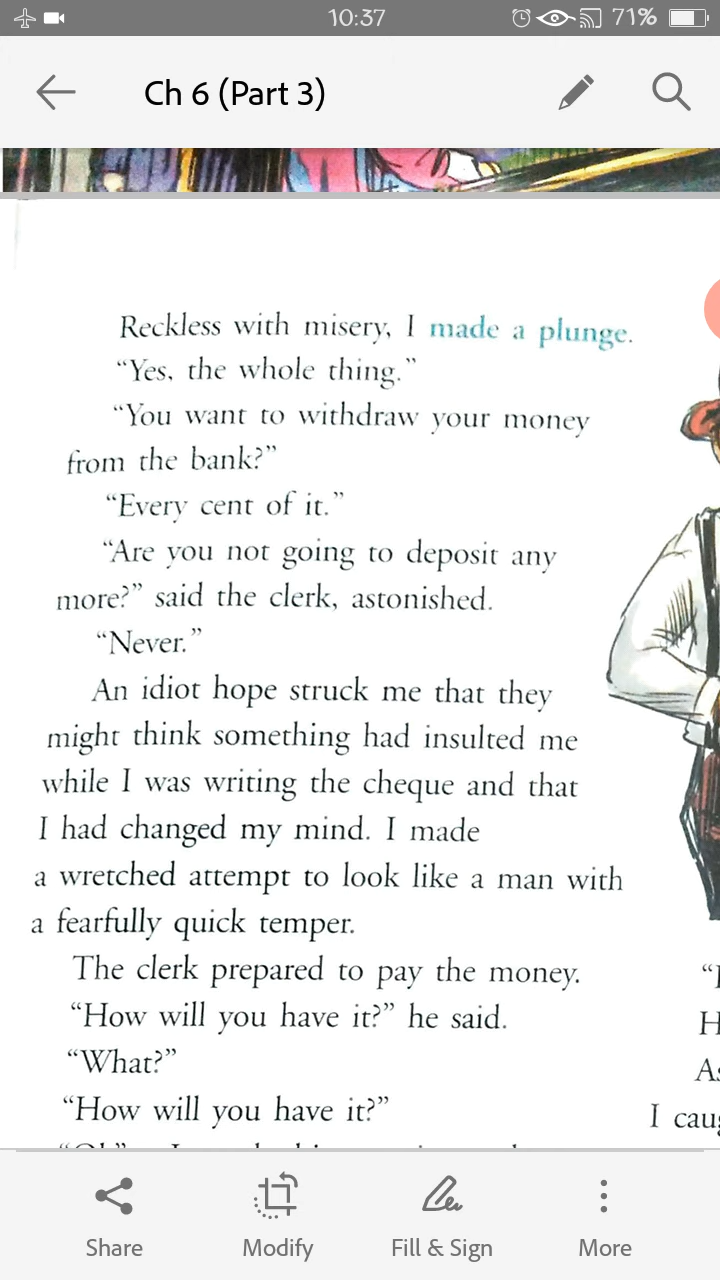 10:37
71%
Ch 6 (Part 3)
Reckless with misery, I made a plunge.
“Yes, the whole thing.”
“You want to withdraw your money
from the bank?”
“Every cent of it.”
“Are you not going to deposit any
more?” said the clerk, astonished.
“Never.”
An idiot hope struck me that they
might think something had insulted me
while I was writing the cheque and that
I had changed my mind. I made
a wretched attempt to look like a man with
a fearfully quick temper.
The clerk prepared to pay the money.
“How will you have it?” he said.
“What?”
“How will you have it?”
I
Share
Modify
Fill & Sign
More